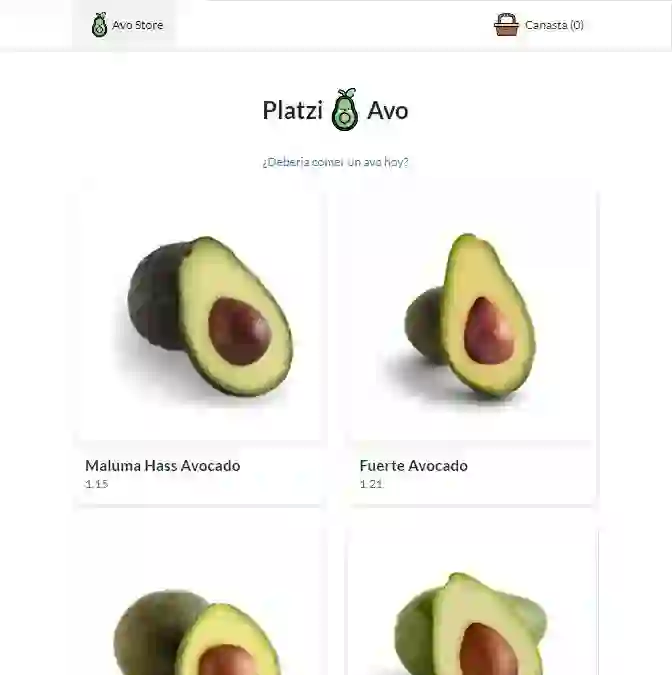 Avo Store
Canasta (0)
Platzi Avo
¿Debería comer un avo hoy?
Maluma Hass Avocado
1.15
Fuerte Avocado
1.21